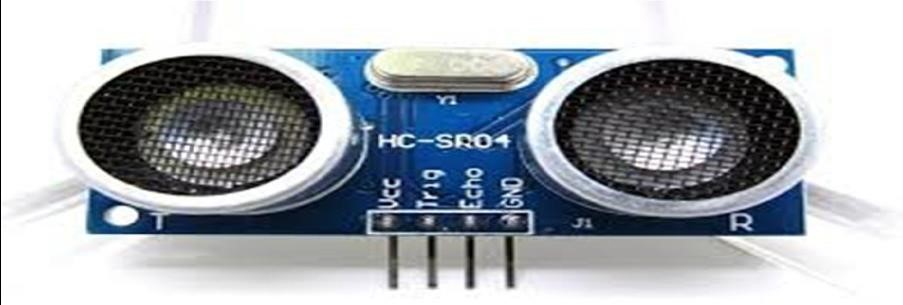 Y1
HC-SR04
Vcc
Trig
Echo
GND
T
J1
R